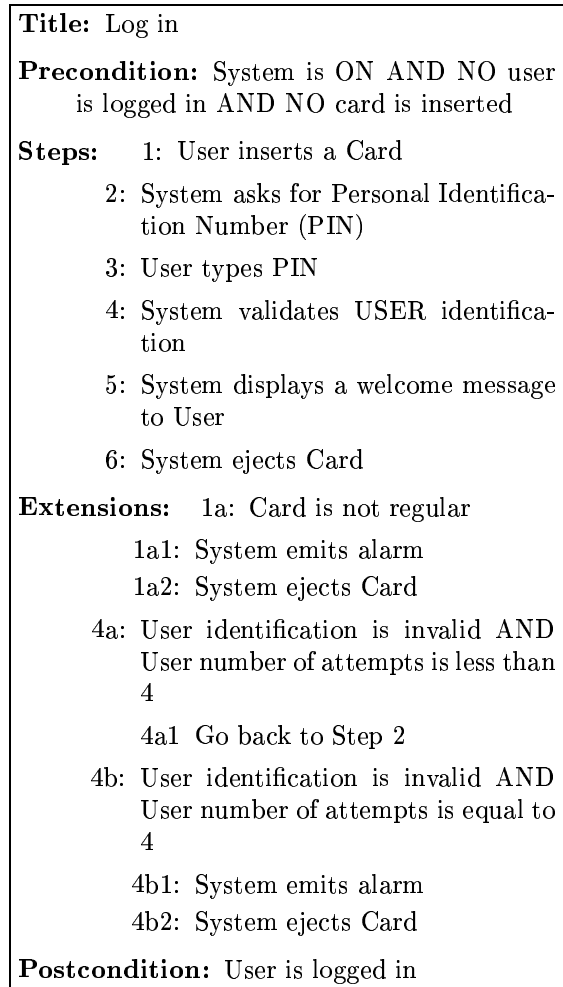 Title: Log in
Precondition: System is ON AND NO user
is logged in AND NO card is inserted
Steps: 1: User inserts a Card
2: System asks for Personal Identifica-
tion Number (PIN)
3: User types PIN
4: System validates USER identifica-
tion
5: System displays a welcome message
to User
6: System ejects Card
Extensions: 1a: Card is not regular
1a1: System emits alarm
1a2: System ejects Card
4a: User identification is invalid AND
User number of attempts is less than
4
4a1 Go back to Step 2
4b: User identification is invalid AND
User number of attempts is equal to
4
4b1: System emits alarm
4b2: System ejects Card
Postcondition: User is logged in